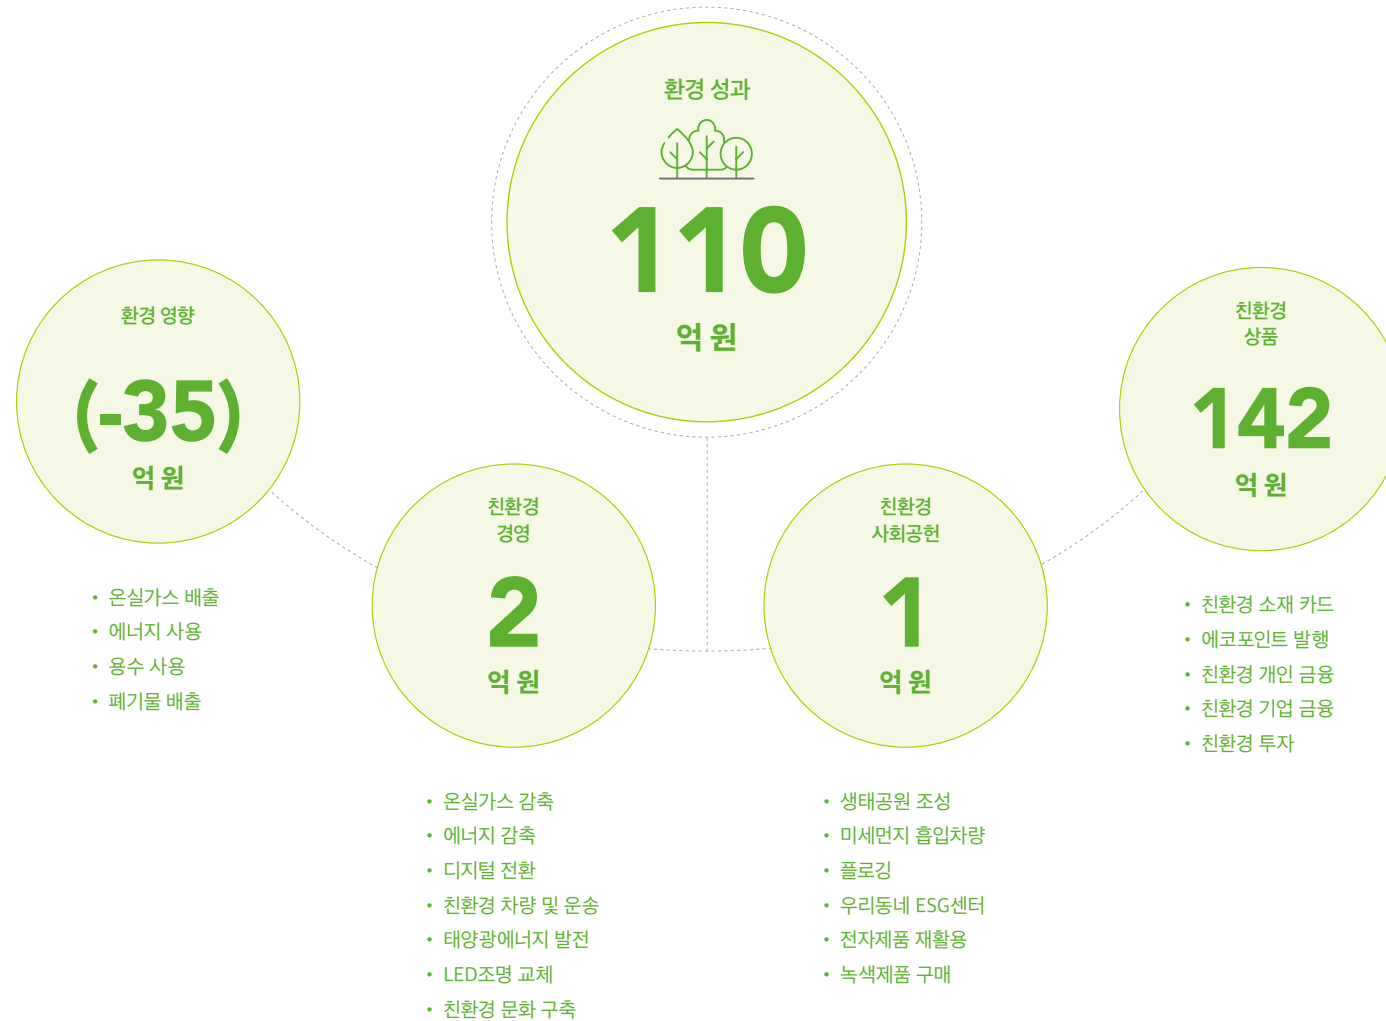 환경 성과
110
억 원
환경 영향
(-35)
억 원
• 온실가스 배출
• 에너지 사용
• 용수 사용
• 폐기물 배출
친환경
경영
2
억 원
• 온실가스 감축
• 에너지 감축
• 디지털 전환
• 친환경 차량 및 운송
• 태양광에너지 발전
• LED조명 교체
• 친환경 문화 구축
친환경
사회공헌
1
억 원
• 생태공원 조성
• 미세먼지 흡입차량
• 플로깅
• 우리동네 ESG센터
• 전자제품 재활용
• 녹색제품 구매
친환경
상품
142
억 원
• 친환경 소재 카드
• 에코포인트 발행
• 친환경 개인 금융
• 친환경 기업 금융
• 친환경 투자